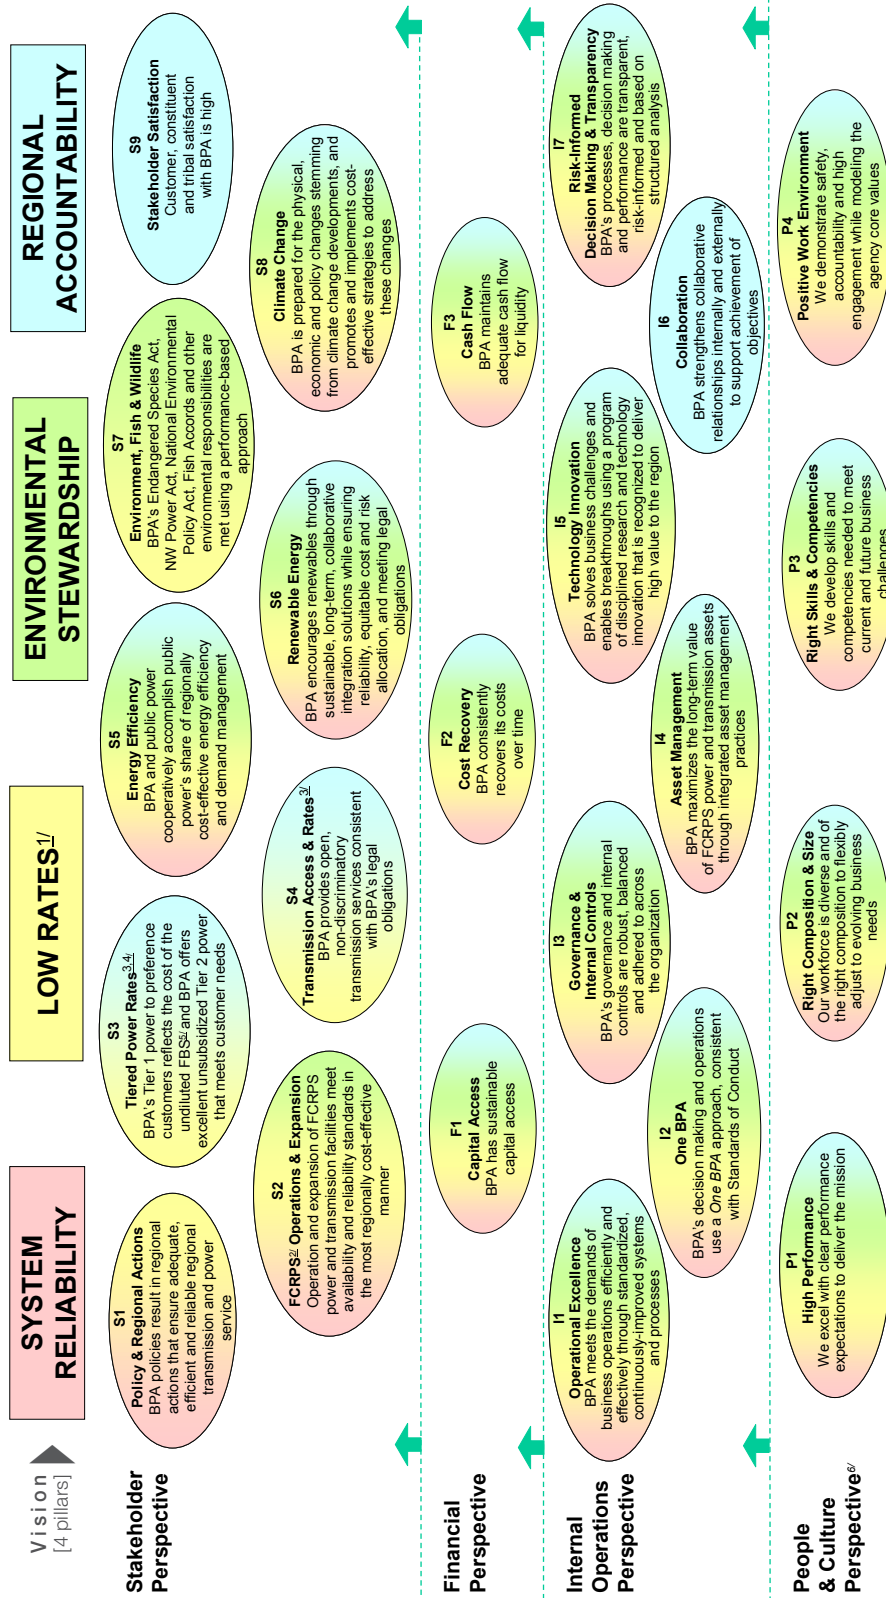 Vision
[4 pillars]
SYSTEM
RELIABILITY
LOW RATES1/
ENVIRONMENTAL
STEWARDSHIP
REGIONAL
ACCOUNTABILITY
Stakeholder
Perspective
S1
Policy & Regional Actions
BPA policies result in regional
actions that ensure adequate,
efficient and reliable regional
transmission and power
service
S2
FCRPS2/ Operations & Expansion
Operation and expansion of FCRPS
power and transmission facilities meet
availability and reliability standards in
the most regionally cost-effective
manner
S3
Tiered Power Rates3,4/
BPA's Tier 1 power to preference
customers reflects the cost of the
undiluted FBS5/ and BPA offers
excellent unsubsidized Tier 2 power
that meets customer needs
S4
Transmission Access & Rates3/
BPA provides open,
non-discriminatory
transmission services consistent
with BPA's legal
obligations
S5
Energy Efficiency
BPA and public power
cooperatively accomplish public
power's share of regionally
cost-effective energy efficiency
and demand management
S6
Renewable Energy
BPA encourages renewables through
sustainable, long-term, collaborative
integration solutions while ensuring
reliability, equitable cost and risk
allocation, and meeting legal
obligations
S7
Environment, Fish & Wildlife
BPA's Endangered Species Act,
NW Power Act, National Environmental
Policy Act, Fish Accords and other
environmental responsibilities are
met using a performance-based
approach
S8
Climate Change
BPA is prepared for the physical,
economic and policy changes stemming
from climate change developments, and
promotes and implements cost-
effective strategies to address
these changes
S9
Stakeholder Satisfaction
Customer, constituent
and tribal satisfaction
with BPA is high
Financial
Perspective
F1
Capital Access
BPA has sustainable
capital access
F2
Cost Recovery
BPA consistently
recovers its costs
over time
F3
Cash Flow
BPA maintains
adequate cash flow
for liquidity
Internal
Operations
Perspective
I1
Operational Excellence
BPA meets the demands of
business operations efficiently and
effectively through standardized,
continuously-improved systems
and processes
I2
One BPA
BPA's decision making and operations
use a One BPA approach, consistent
with Standards of Conduct
I3
Governance &
Internal Controls
BPA's governance and internal
controls are robust, balanced
and adhered to across
the organization
I4
Asset Management
BPA maximizes the long-term value
of FCRPS power and transmission assets
through integrated asset management
practices
I5
Technology Innovation
BPA solves business challenges and
enables breakthroughs using a program
of disciplined research and technology
innovation that is recognized to deliver
high value to the region
I6
Collaboration
BPA strengthens collaborative
relationships internally and externally
to support achievement of
objectives
I7
Risk-Informed
Decision Making & Transparency
BPA's processes, decision making
and performance are transparent,
risk-informed and based on
structured analysis
People
& Culture
Perspective6/
P1
High Performance
We excel with clear performance
expectations to deliver the mission
P2
Right Composition & Size
Our workforce is diverse and of
the right composition to flexibly
adjust to evolving business
needs
P3
Right Skills & Competencies
We develop skills and
competencies needed to meet
current and future business
challenges
P4
Positive Work Environment
We demonstrate safety,
accountability and high
engagement while modeling the
agency core values